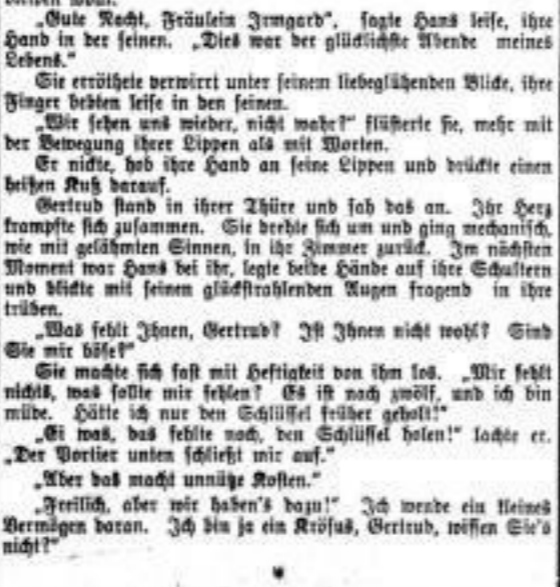 „Gute Nacht, Fräulein Irmgard", sagte Hans leise, ihre
Hand in der seinen. „Dies war der glücklichste Abende meines
Lebens."
Sie erröthete verwirrt unter seinem liebeglühenden Blicke, ihre
Finger bebten leise in den seinen.
„Wir sehen uns wieder, nicht wahr?" flüsterte sie, mehr mit
der Bewegung ihrer Lippen als mit Worten.
Er nickte, hob ihre Hand an seine Lippen und drückte einen
heißen Kuß darauf.
Gertrud stand in ihrer Thüre und sah das an. Ihr Herz
krampfte sich zusammen. Sie drehte sich um und ging mechanisch,
wie mit gelähmten Sinnen, in ihr Zimmer zurück. Im nächsten
Moment war Hans bei ihr, legte beide Hände auf ihre Schultern
und blickte mit seinen glückstrahlenden Augen fragend in ihre
trüben.
„Was fehlt Ihnen, Gertrud? Ist Ihnen nicht wohl? Sind
Sie mir böse?"
Sie machte sich fast mit Heftigkeit von ihm los. „Mir fehlt
nichts, was sollte mir fehlen? Es ist nach zwölf, und ich bin
müde. Hätte ich nur den Schlüssel früher geholt!"
„Ei was, das fehlte noch, den Schlüssel holen!" lachte er.
„Der Portier unten schließt mir auf."
„Aber das macht unnütze Kosten."
„Freilich, aber wir haben's dazu!" Ich wende ein kleines
Vermögen daran. Ich bin ja ein Krösus, Gertrud, wissen Sie's
nicht?"